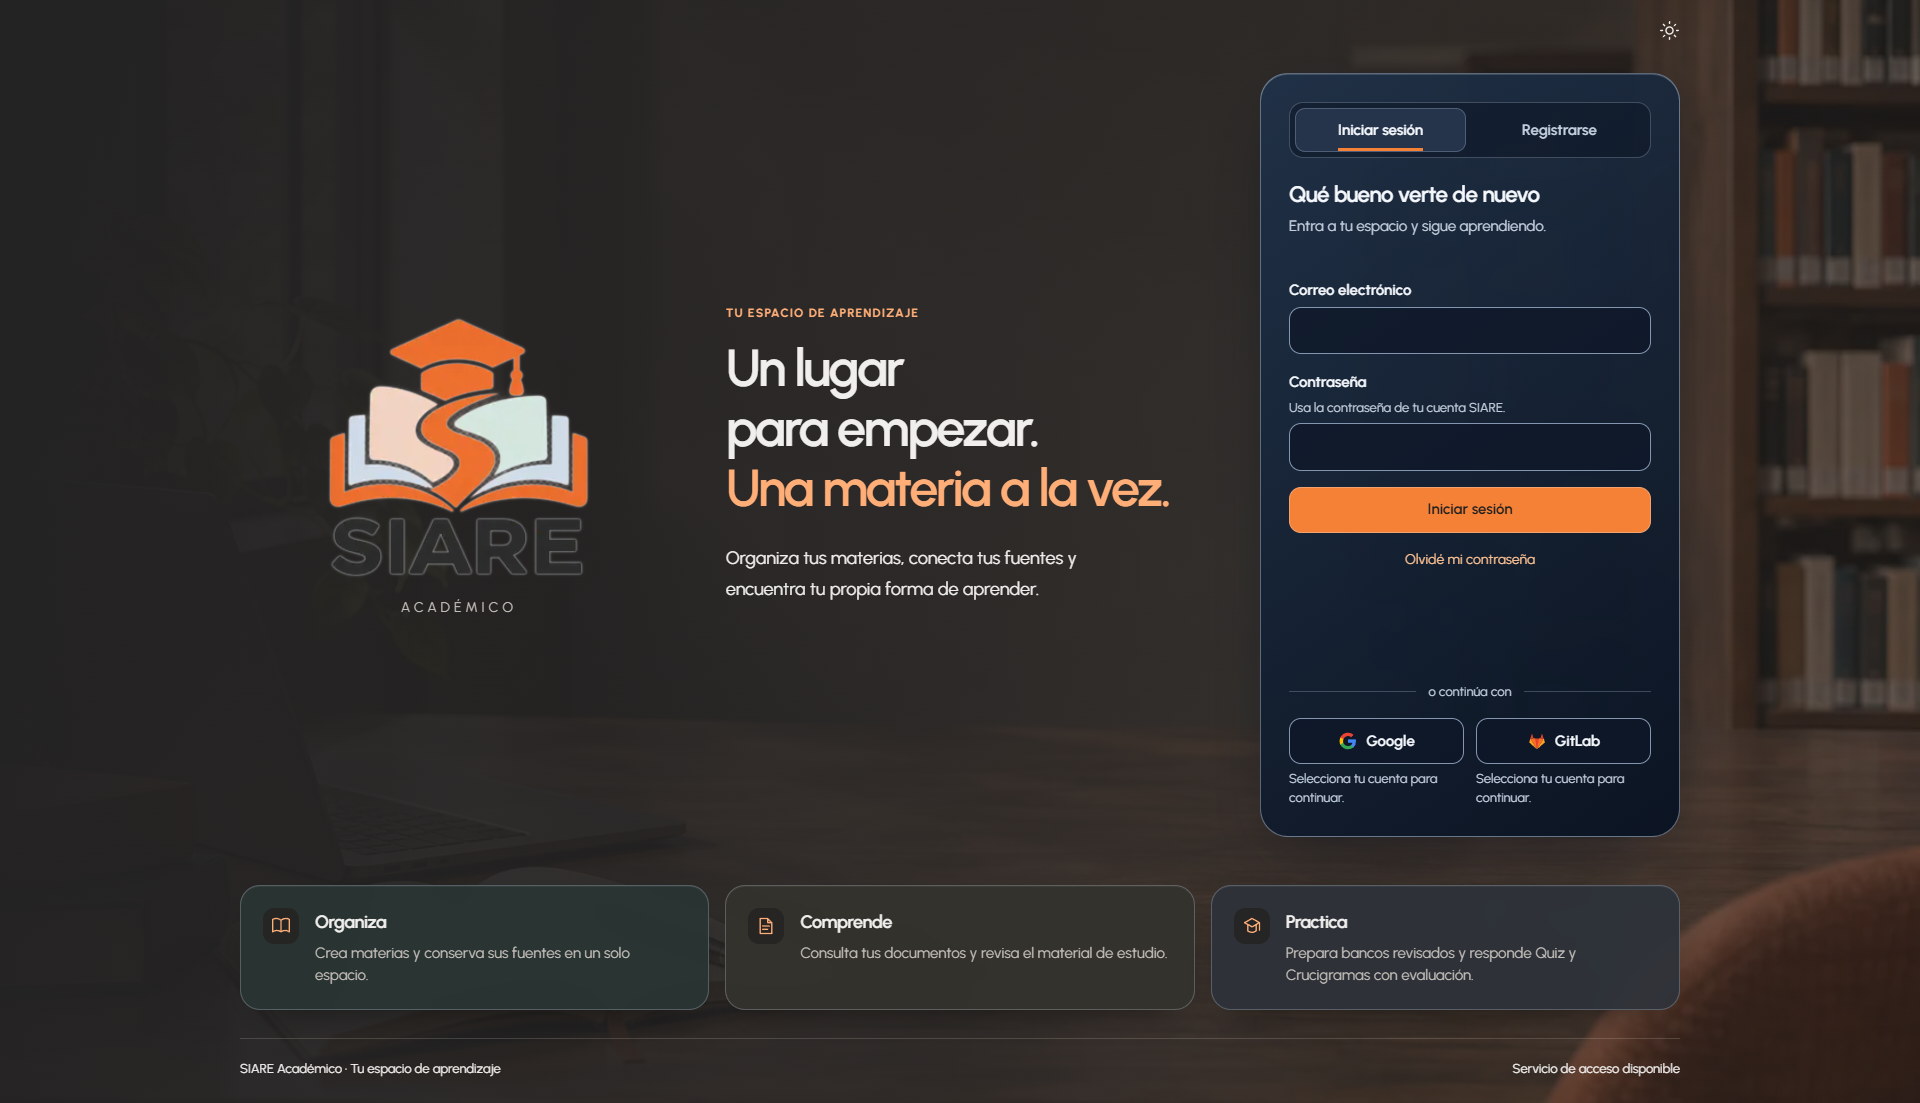 SIARE
ACADÉMICO
TU ESPACIO DE APRENDIZAJE
Un lugar
para empezar.
Una materia a la vez.
Organiza tus materias, conecta tus fuentes y
encuentra tu propia forma de aprender.
Iniciar sesión
Registrarse
Qué bueno verte de nuevo
Entra a tu espacio y sigue aprendiendo.
Correo electrónico
Contraseña
Usa la contraseña de tu cuenta SIARE.
Iniciar sesión
Olvidé mi contraseña
o continúa con
Google
Selecciona tu cuenta para
continuar.
GitLab
Selecciona tu cuenta para
continuar.
Organiza
Crea materias y conserva sus fuentes en un solo
espacio.
Comprende
Consulta tus documentos y revisa el material de estudio.
Practica
Prepara bancos revisados y responde Quiz y
Crucigramas con evaluación.
SIARE Académico · Tu espacio de aprendizaje
Servicio de acceso disponible